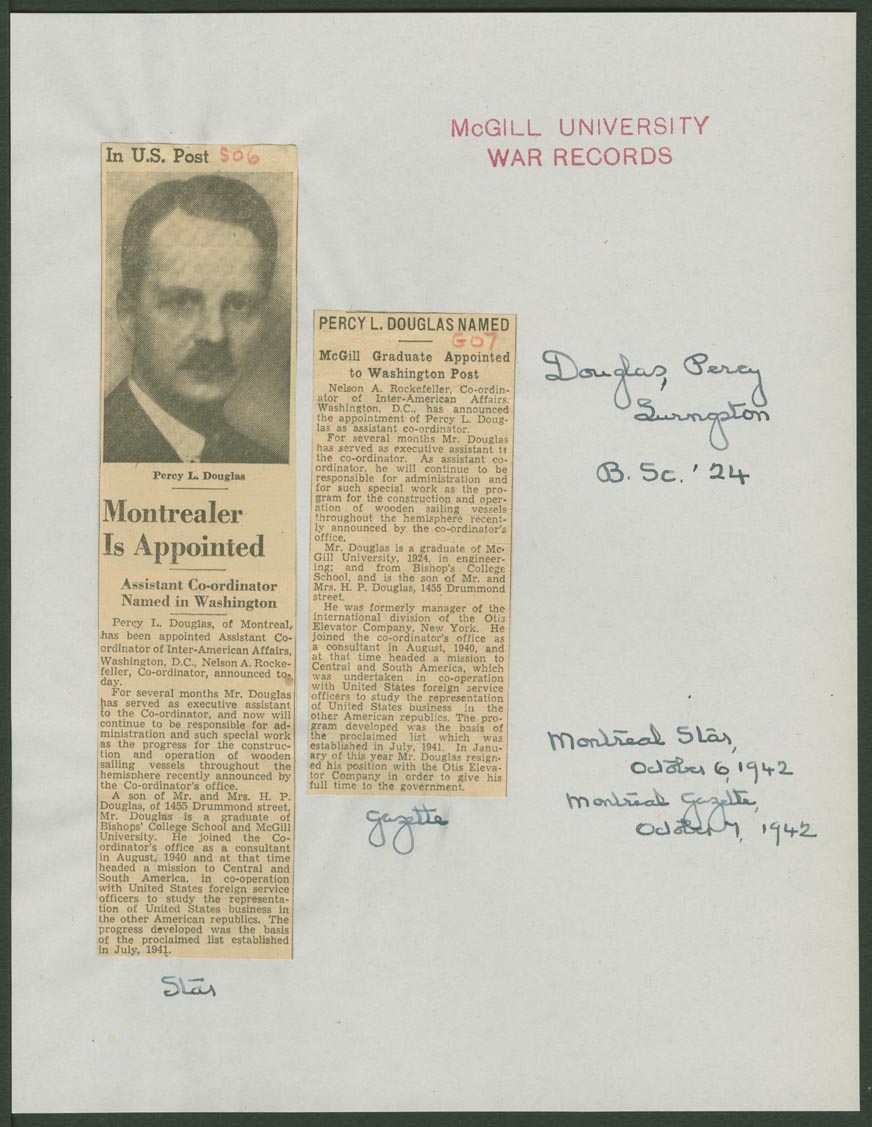 McGILL UNIVERSITY
WAR RECORDS
In U.S. Post S06
Percy L. Douglas
Montrealer
Is Appointed
Assistant Co-ordinator
Named in Washington
Percy L. Douglas, of Montreal,
has been appointed Assistant Co-
ordinator of Inter-American Affairs,
Washington, D.C., Nelson A. Rocke-
feller, Co-ordinator, announced to-
day.
For several months Mr. Douglas
has served as executive assistant
to the Co-ordinator, and now will
continue to be responsible for ad-
ministration and such special work
as the progress for the construc-
tion and operation of wooden
sailing vessels throughout the
hemisphere recently announced by
the Co-ordinator's office.
A son of Mr. and Mrs. H. P.
Douglas, of 1455 Drummond street,
Mr. Douglas is a graduate of
Bishops' College School and McGill
University. He joined the Co-
ordinator's office as a consultant
in August, 1940 and at that time
headed a mission to Central and
South America, in co-operation
with United States foreign service
officers to study the representa-
tion of United States business in
the other American republics. The
progress developed was the basis
of the proclaimed list established
in July, 1941.
Star
PERCY L. DOUGLAS NAMED
G07
McGill Graduate Appointed
to Washington Post
Nelson A. Rockefeller, Co-ordin-
ator of Inter-American Affairs,
Washington, D.C., has announced
the appointment of Percy L. Doug-
las as assistant co-ordinator.
For several months Mr. Douglas
has served as executive assistant to
the co-ordinator. As assistant co-
ordinator, he will continue to be
responsible for administration and
for such special work as the pro-
gram for the construction and oper-
ation of wooden sailing vessels
throughout the hemisphere recent-
ly announced by the co-ordinator's
office.
Mr. Douglas is a graduate of Mc-
Gill University, 1924, in engineer-
ing; and from Bishop's College
School, and is the son of Mr. and
Mrs. H. P. Douglas, 1455 Drummond
street.
He was formerly manager of the
international division of the Otis
Elevator Company, New York. He
joined the co-ordinator's office as
a consultant in August, 1940, and
at that time headed a mission to
Central and South America, which
was undertaken in co-operation
with United States foreign service
officers to study the representation
of United States business in the
other American republics. The pro-
gram developed was the basis of
the proclaimed list which was
established in July, 1941. In Janu-
ary of this year Mr. Douglas resign-
ed his position with the Otis Eleva-
tor Company in order to give his
full time to the government.
Gazette
Douglas, Percy
Livingston
B. Sc. '24
Montreal Star,
October 6, 1942
Montreal Gazette,
October 7, 1942